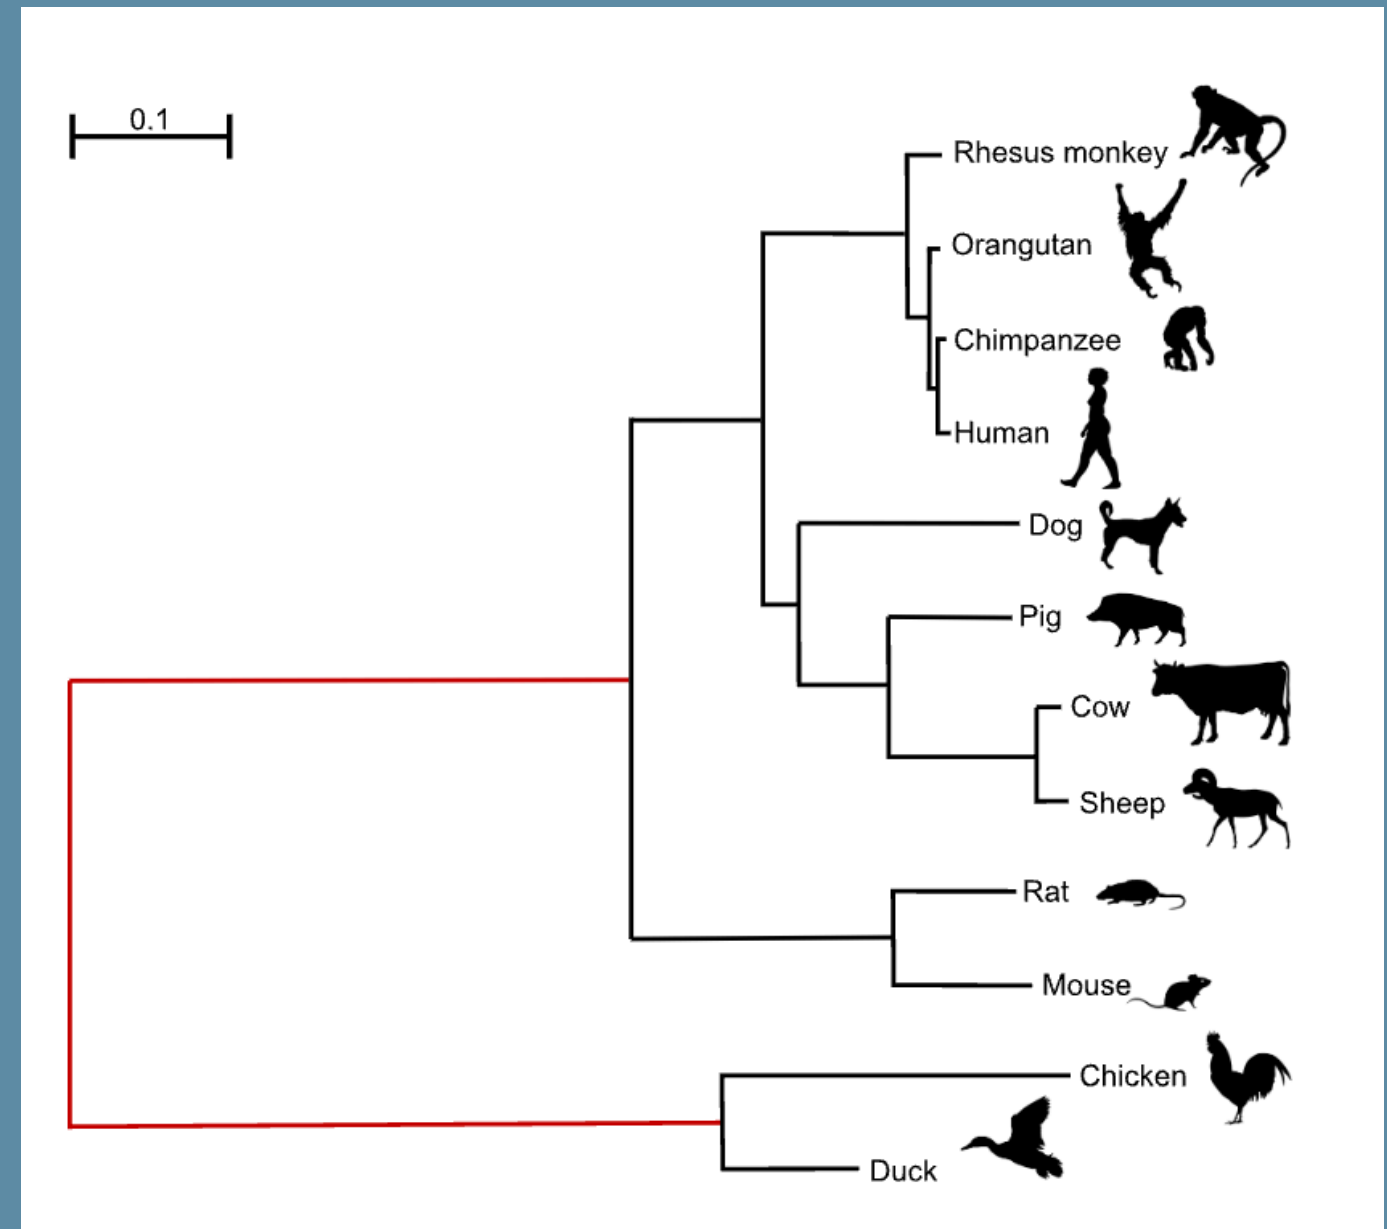 0.1
Rhesus monkey
Orangutan
Chimpanzee
Human
Dog
Pig
Cow
Sheep
Rat
Mouse
Chicken
Duck